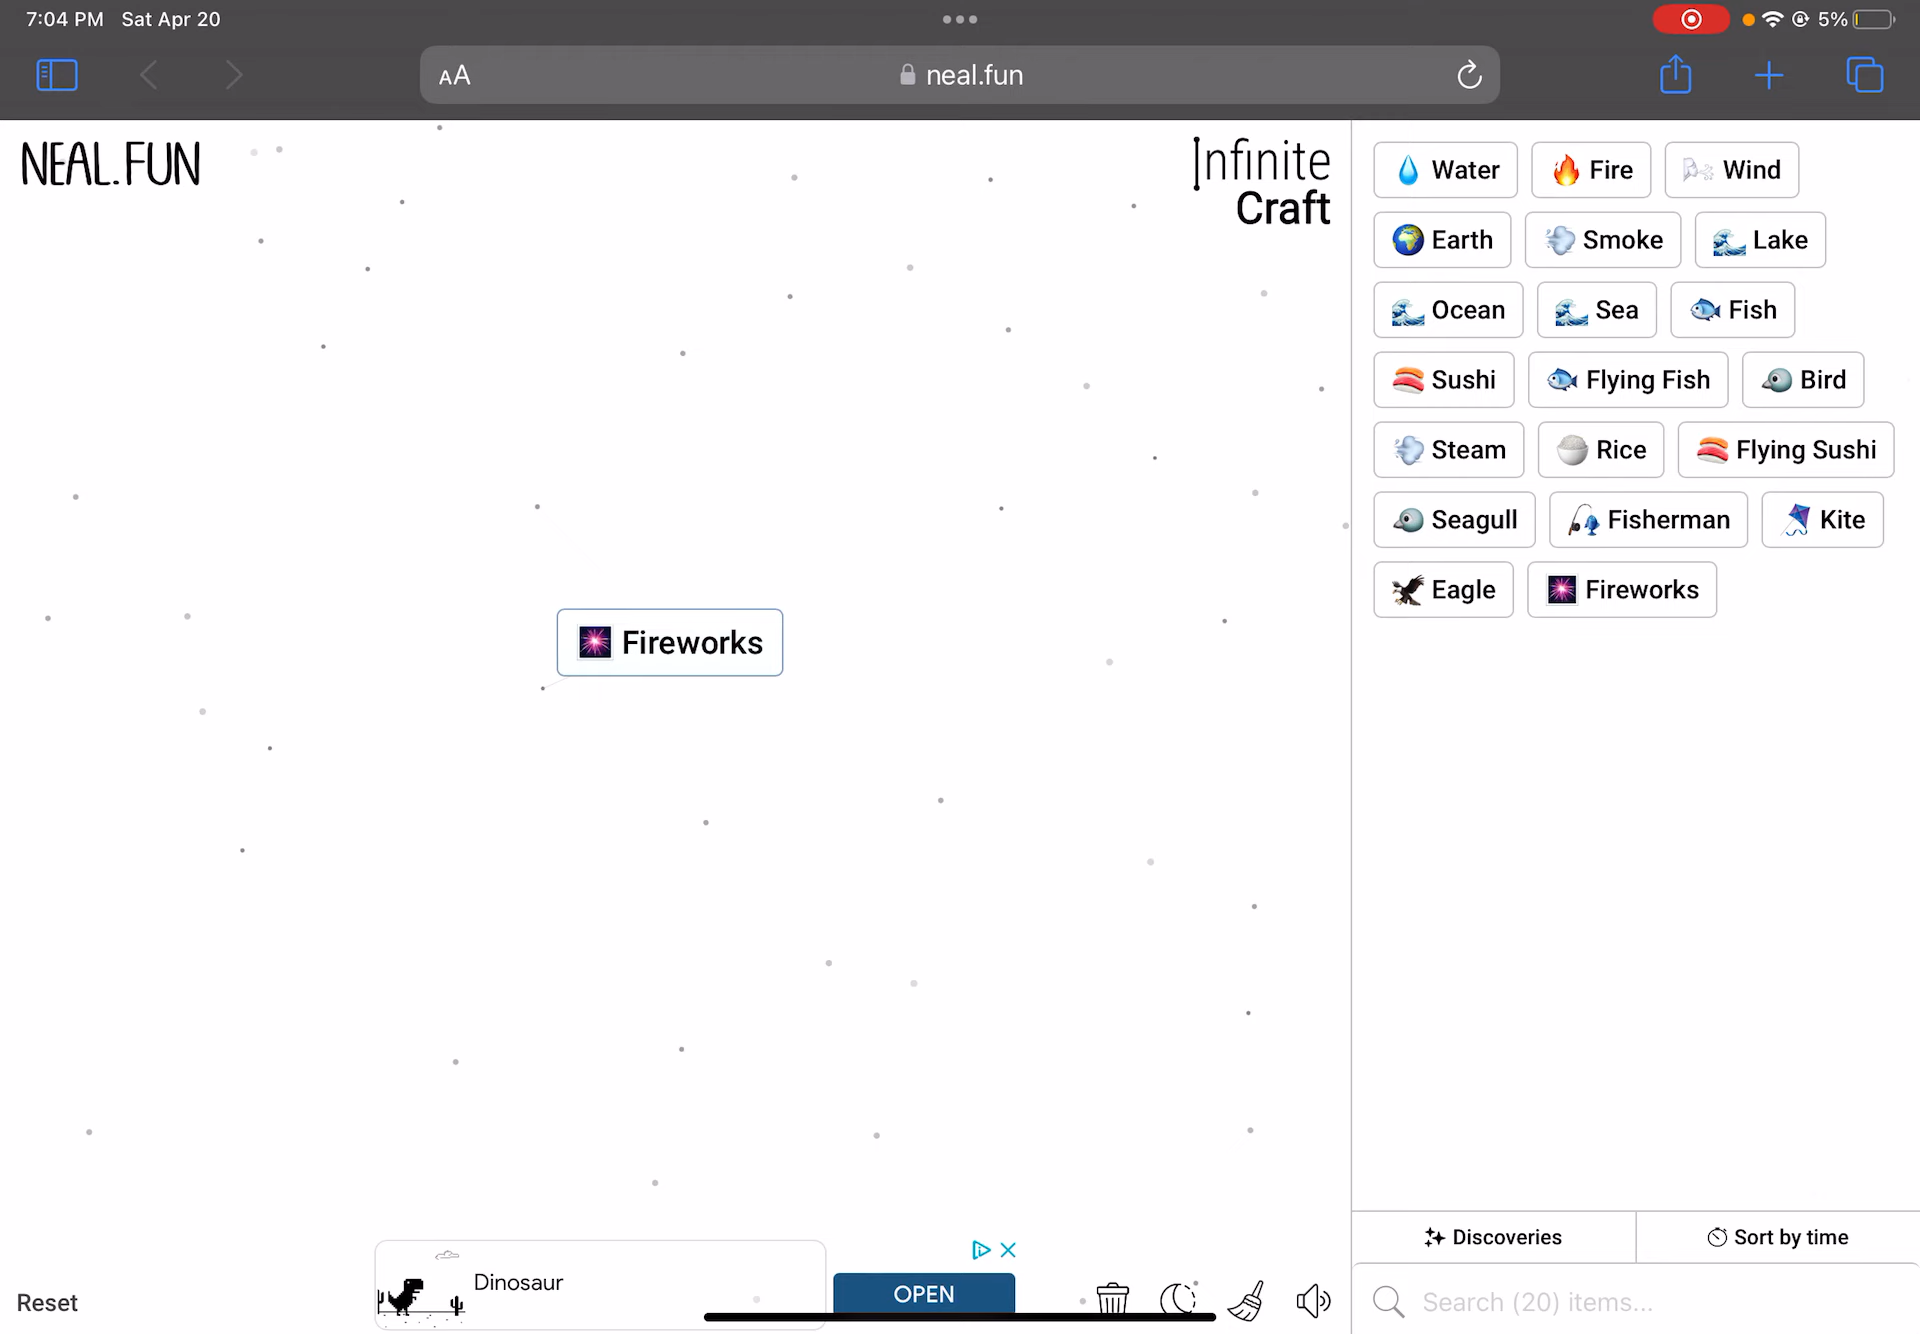 7:04 PM Sat Apr 20
5%
AA
neal.fun
NEAL.FUN
Infinite
Craft
Water
Fire
Wind
Earth
Smoke
Lake
Ocean
Sea
Fish
Sushi
Flying Fish
Bird
Steam
Rice
Flying Sushi
Seagull
Fisherman
Kite
Eagle
Fireworks
Fireworks
Discoveries
Sort by time
Dinosaur
OPEN
Reset
Search (20) items...